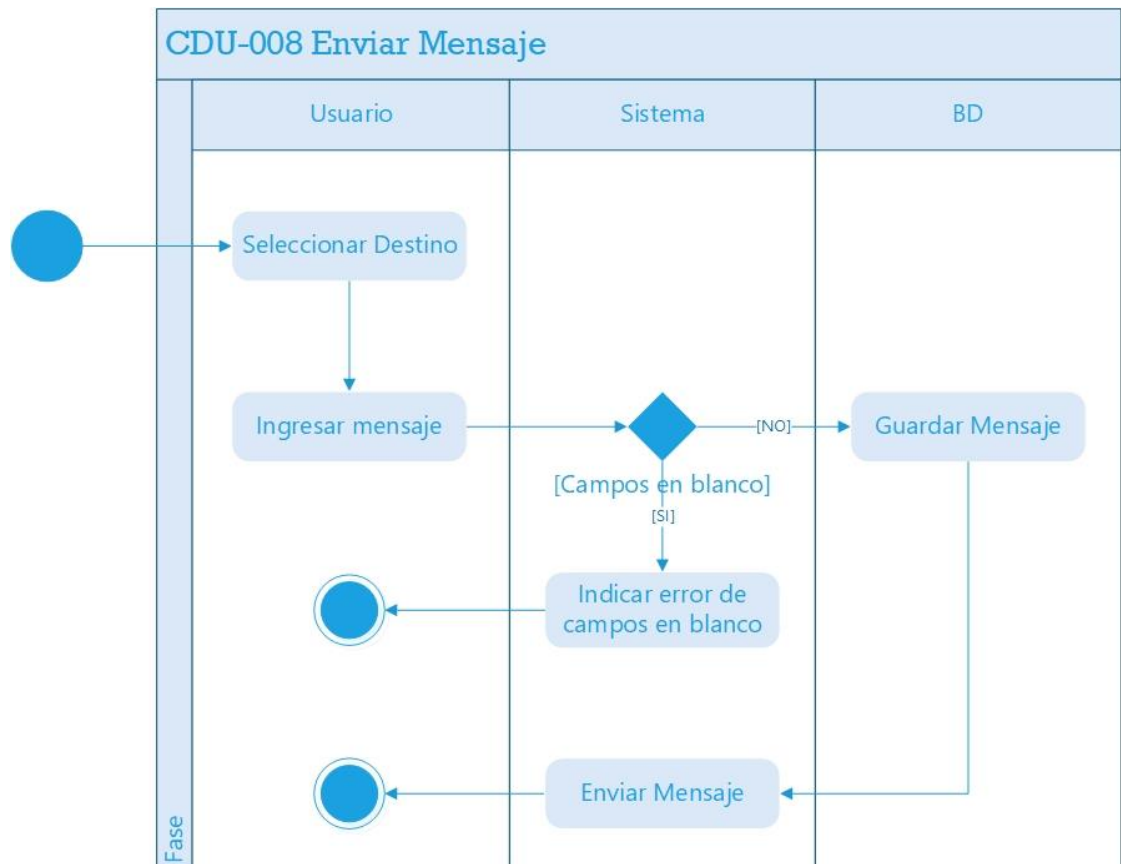 CDU-008 Enviar Mensaje
Usuario
Sistema
BD
Seleccionar Destino
Ingresar mensaje
[NO]
Guardar Mensaje
[Campos en blanco]
[SI]
Indicar error de
campos en blanco
Enviar Mensaje
Fase